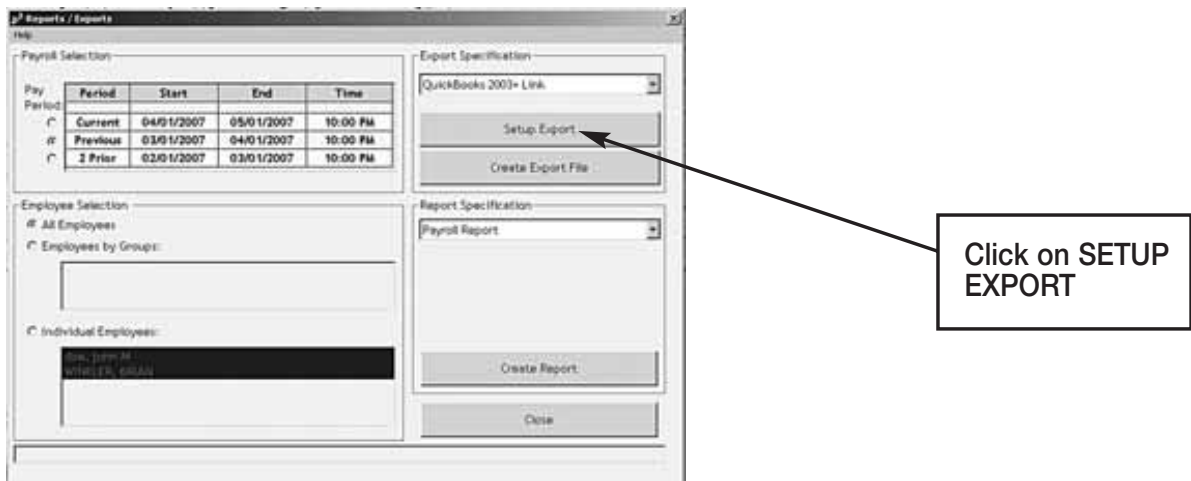 Reports / Exports
Help
Payroll Selection
Pay Period:
Period Start End Time
Current 04/01/2007 05/01/2007 10:00 PM
Previous 03/01/2007 04/01/2007 10:00 PM
2 Prior 02/01/2007 03/01/2007 10:00 PM
Export Specification
QuickBooks 2003+ Link
Setup Export
Create Export File
Employee Selection
All Employees
Employees by Groups:
Individual Employees:
doe, John M
WINKLER, BRIAN
Report Specification
Payroll Report
Create Report
Close
Click on SETUP
EXPORT